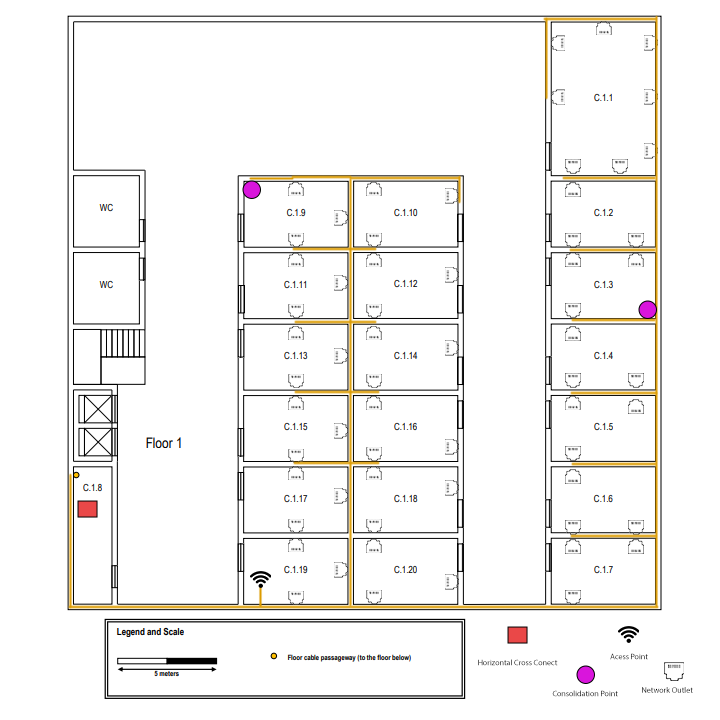 C.1.1
WC
C.1.9
C.1.10
C.1.2
WC
C.1.11
C.1.12
C.1.3
C.1.13
C.1.14
C.1.4
Floor 1
C.1.15
C.1.16
C.1.5
C.1.8
C.1.17
C.1.18
C.1.6
C.1.19
C.1.20
C.1.7
Legend and Scale
5 meters
Floor cable passageway (to the floor below)
Horizontal Cross Conect
Acess Point
Consolidation Point
Network Outlet